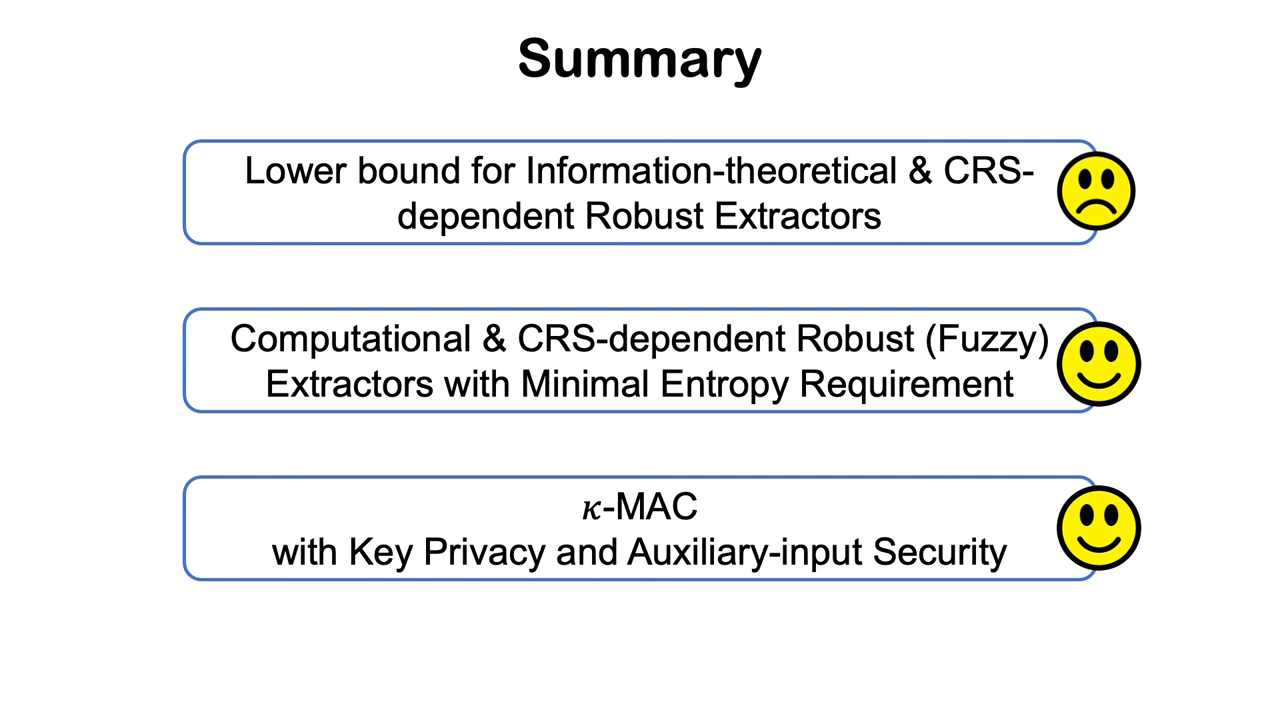 Summary
Lower bound for Information-theoretical & CRS-
dependent Robust Extractors
Computational & CRS-dependent Robust (Fuzzy)
Extractors with Minimal Entropy Requirement
κ-MAC
with Key Privacy and Auxiliary-input Security